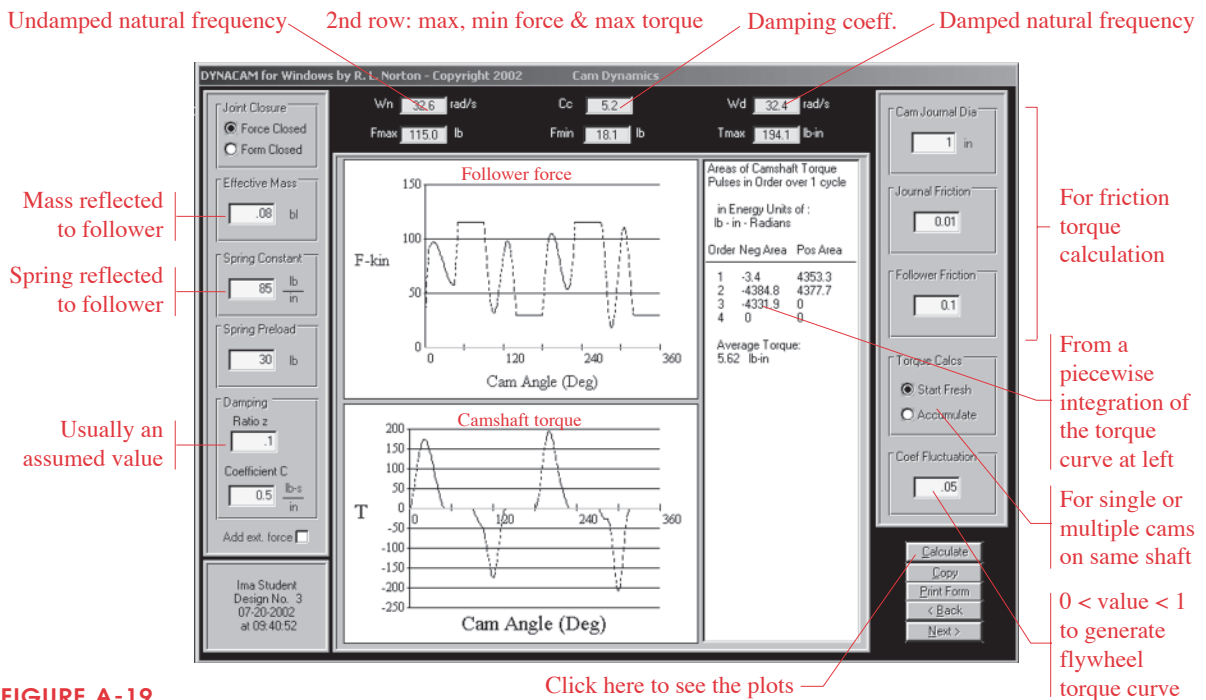 Undamped natural frequency
2nd row: max, min force & max torque
Damping coeff.
Damped natural frequency
DYNACAM for Windows by R. L. Norton - Copyright 2002 Cam Dynamics
Wn 32.6 rad/s
Cc 5.2
Wd 32.4 rad/s
Fmax 115.0 lb
Fmin 18.1 lb
Tmax 194.1 lb-in
Joint Closure
Force Closed
Form Closed
Effective Mass
.08 bl
Spring Constant
85 lb
in
Spring Preload
30 lb
Damping
Ratio z
.1
Coefficient C
0.5 lb-s
in
Add ext. force
Ima Student
Design No. 3
07-20-2002
at 09:40:52
Mass reflected
to follower
Spring reflected
to follower
Usually an
assumed value
Follower force
150
100
50
0
F-kin
0 120 240 360
Cam Angle (Deg)
Camshaft torque
200
150
100
50
0
-50
-100
-150
-200
-250
T
0 120 240 360
Cam Angle (Deg)
Areas of Camshaft Torque
Pulses in Order over 1 cycle
in Energy Units of :
lb - in - Radians
Order Neg Area Pos Area
1 -3.4 4353.3
2 -4384.8 4377.7
3 -4331.9 0
4 0 0
Average Torque:
5.62 lb-in
Cam Journal Dia
1 in
Journal Friction
0.01
Follower Friction
0.1
Torque Calcs
Start Fresh
Accumulate
Coef Fluctuation
.05
Calculate
Copy
Print Form
< Back
Next >
For friction
torque
calculation
From a
piecewise
integration of
the torque
curve at left
For single or
multiple cams
on same shaft
0 < value < 1
to generate
flywheel
torque curve
Click here to see the plots
FIGURE A-19